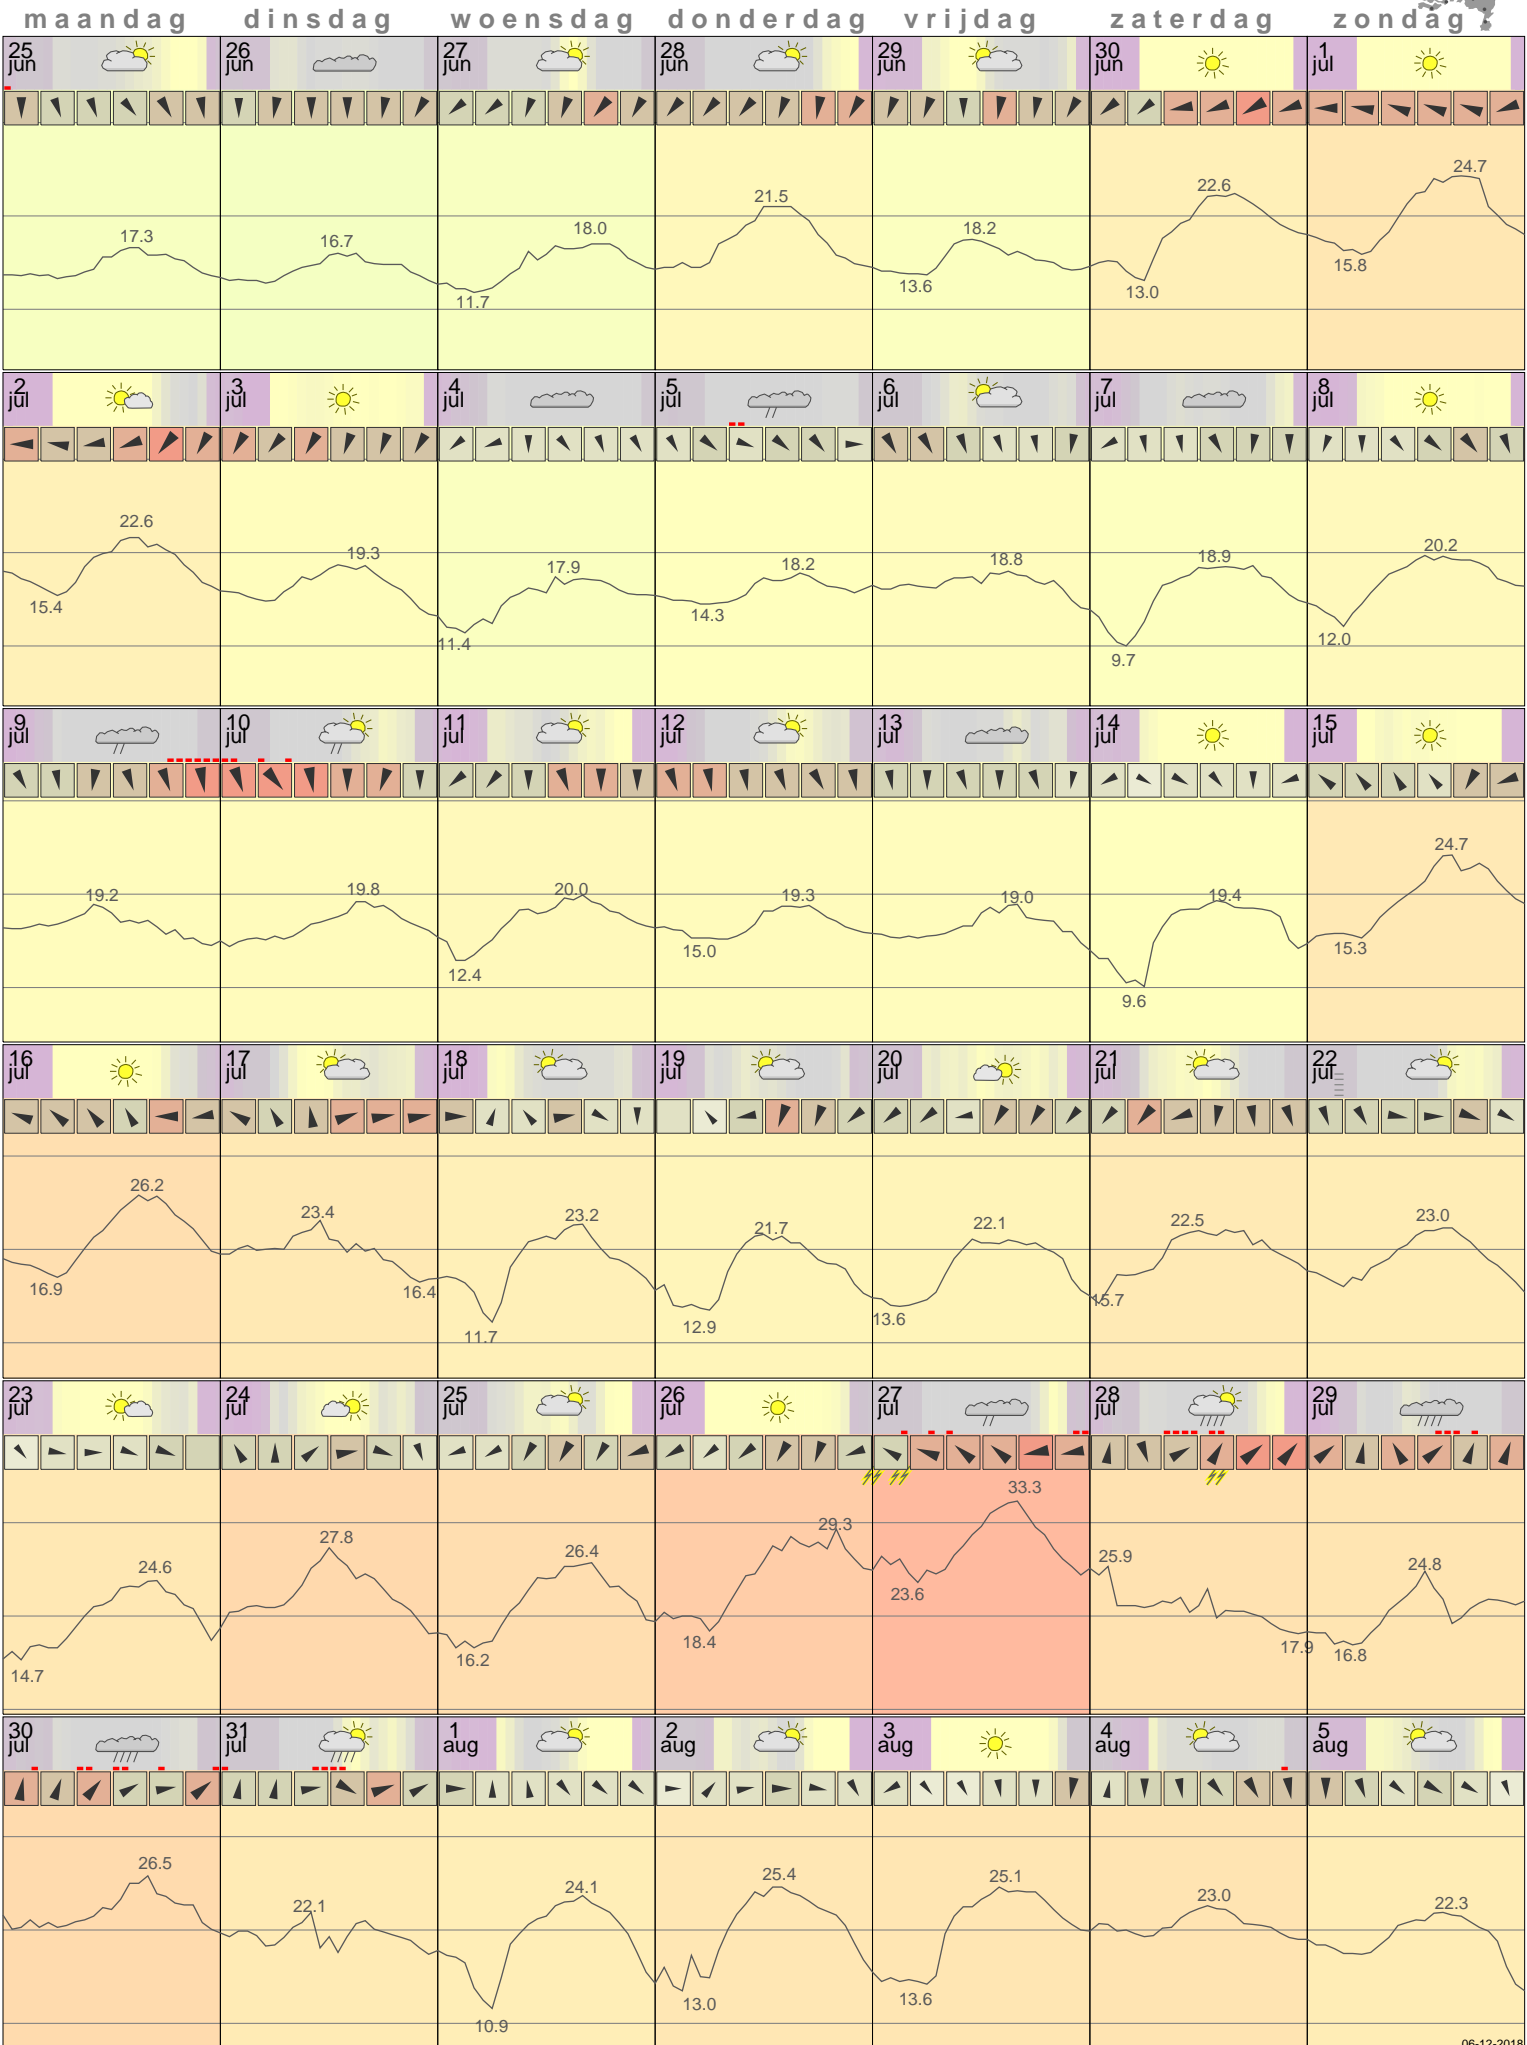 maandag dinsdag woensdag donderdag vrijdag zaterdag zondag
25 26 27 28 29 30 1
jun jun jun jun jun jun jul
17.3 16.7 11.7 18.0 21.5 13.6 18.2 13.0 22.6 15.8 24.7
2 3 4 5 6 7 8
jul jul jul jul jul jul jul
15.4 22.6 19.3 11.4 17.9 14.3 18.2 18.8 9.7 18.9 12.0 20.2
9 10 11 12 13 14 15
jul jul jul jul jul jul jul
19.2 19.8 12.4 20.0 15.0 19.3 19.0 9.6 19.4 15.3 24.7
16 17 18 19 20 21 22
jul jul jul jul jul jul jul
16.9 26.2 23.4 16.4 11.7 23.2 12.9 21.7 13.6 22.1 15.7 22.5 23.0
23 24 25 26 27 28 29
jul jul jul jul jul jul jul
14.7 24.6 27.8 16.2 26.4 18.4 29.3 23.6 33.3 25.9 17.9 16.8 24.8
30 31 1 2 3 4 5
jul jul aug aug aug aug aug
26.5 22.1 10.9 24.1 13.0 25.4 13.6 25.1 23.0 22.3
06-12-2018